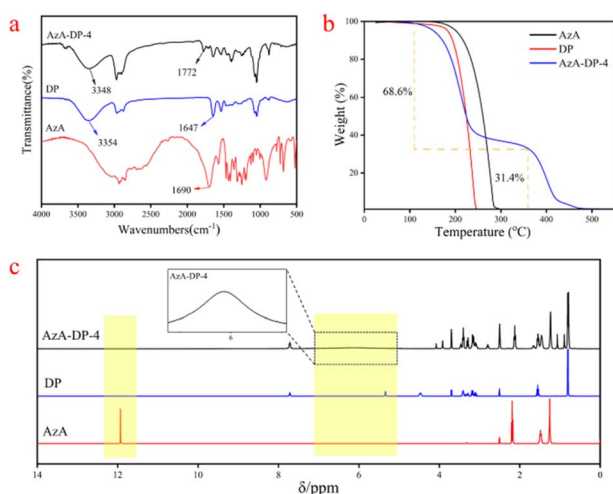 a
AzA-DP-4
3348
1772
DP
3354
1647
AzA
1690
Transmittance(%)
4000 3500 3000 2500 2000 1500 1000 500
Wavenumbers(cm⁻¹)
b
AzA
DP
AzA-DP-4
68.6%
31.4%
Weight (%)
100
80
60
40
20
0
0 100 200 300 400 500
Temperature (°C)
c
AzA-DP-4
6
AzA-DP-4
DP
AzA
14 12 10 8 6 4 2 0
δ/ppm